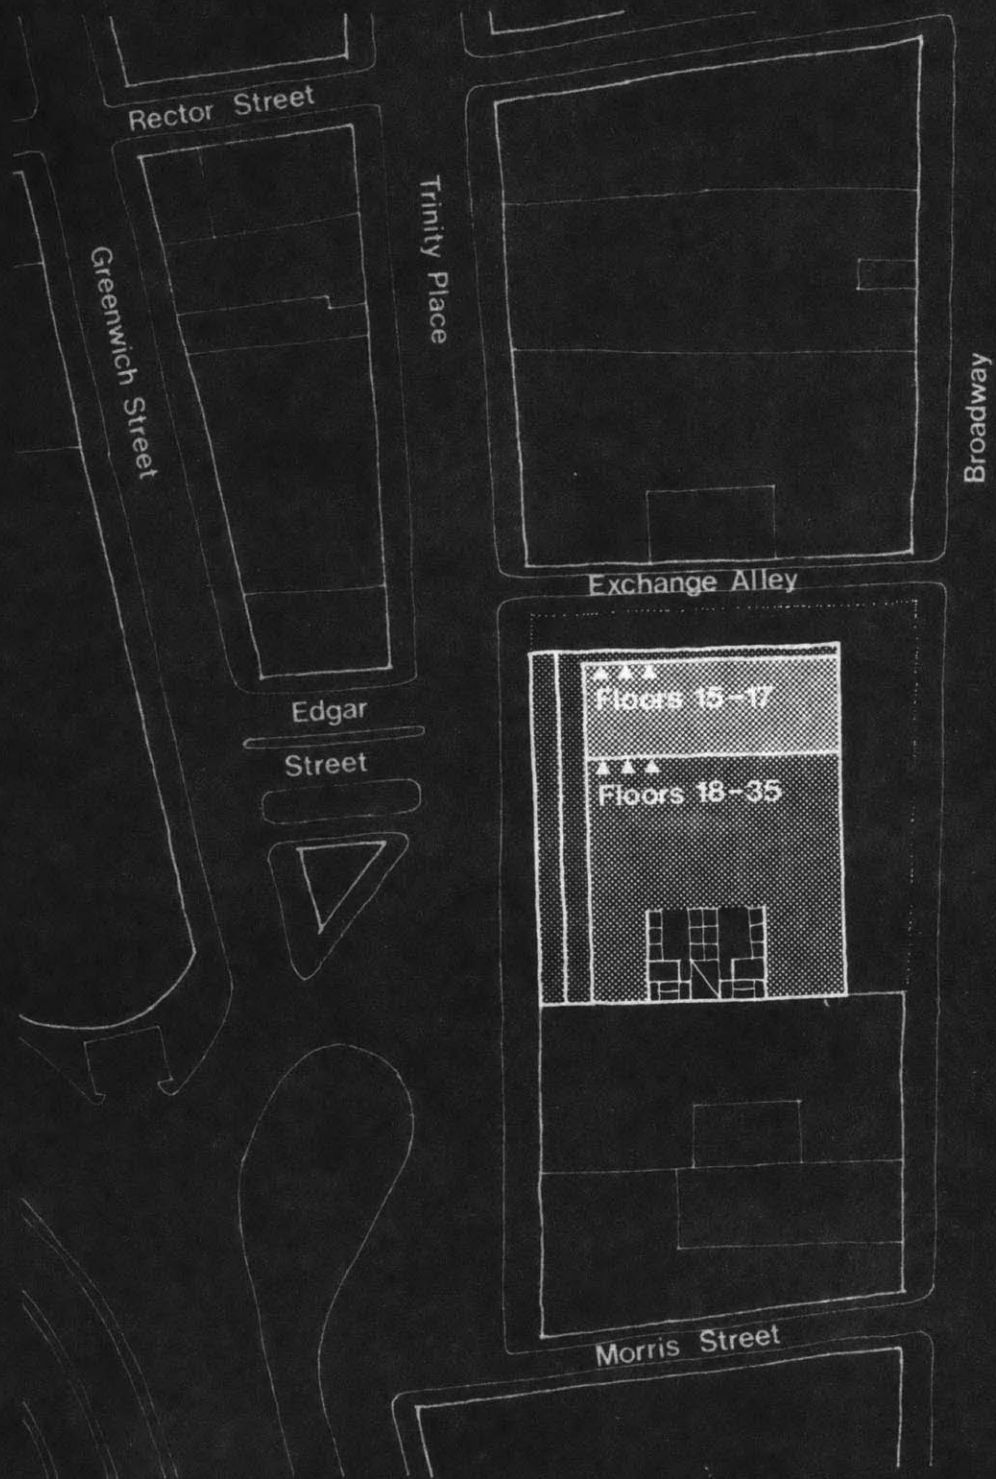 Rector Street
Trinity Place
Greenwich Street
Broadway
Exchange Alley
Floors 15-17
Edgar
Street
Floors 18-35
Morris Street